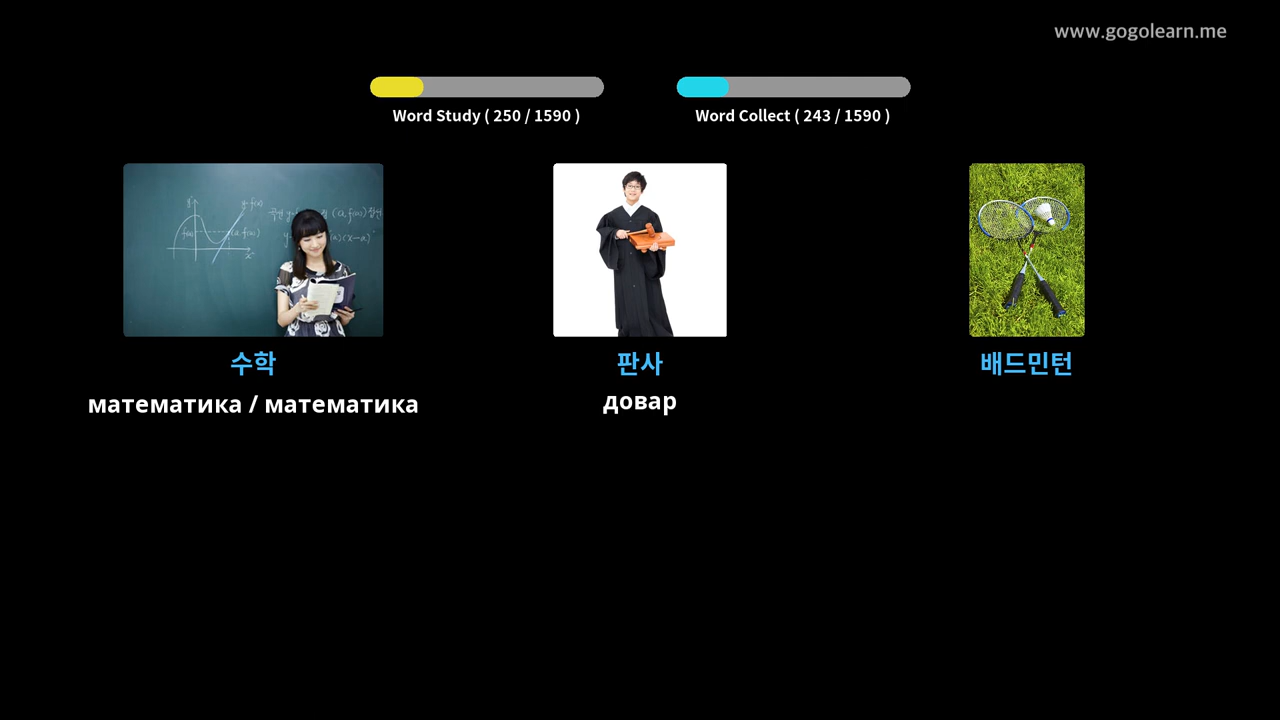 www.gogolearn.me
Word Study ( 250 / 1590 )
Word Collect ( 243 / 1590 )
수학
판사
배드민턴
математика / математика
довар